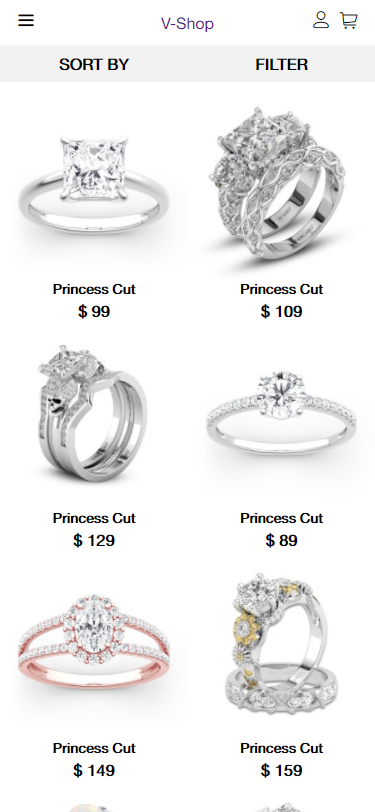 V-Shop
SORT BY
FILTER
Princess Cut
$ 99
Princess Cut
$ 109
Princess Cut
$ 129
Princess Cut
$ 89
Princess Cut
$ 149
Princess Cut
$ 159